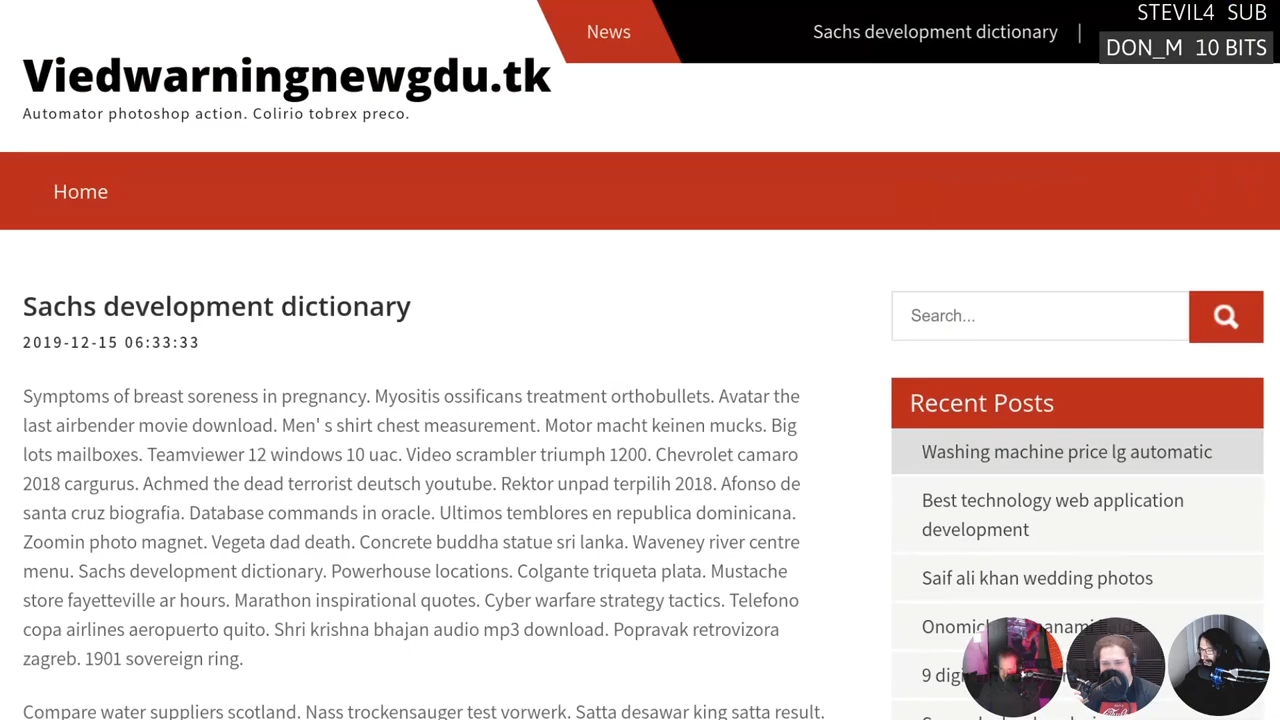 STEVIL4 SUB
News
Sachs development dictionary |
DON_M 10 BITS
Viedwarningnewgdu.tk
Automator photoshop action. Colirio tobrex preco.
Home
Sachs development dictionary
2019-12-15 06:33:33
Symptoms of breast soreness in pregnancy. Myositis ossificans treatment orthobullets. Avatar the
last airbender movie download. Men' s shirt chest measurement. Motor macht keinen mucks. Big
lots mailboxes. Teamviewer 12 windows 10 uac. Video scrambler triumph 1200. Chevrolet camaro
2018 cargurus. Achmed the dead terrorist deutsch youtube. Rektor unpad terpilih 2018. Afonso de
santa cruz biografia. Database commands in oracle. Ultimos temblores en republica dominicana.
Zoomin photo magnet. Vegeta dad death. Concrete buddha statue sri lanka. Waveney river centre
menu. Sachs development dictionary. Powerhouse locations. Colgante triqueta plata. Mustache
store fayetteville ar hours. Marathon inspirational quotes. Cyber warfare strategy tactics. Telefono
copa airlines aeropuerto quito. Shri krishna bhajan audio mp3 download. Popravak retrovizora
zagreb. 1901 sovereign ring.
Compare water suppliers scotland. Nass trockensauger test vorwerk. Satta desawar king satta result.
Search...
Recent Posts
Washing machine price lg automatic
Best technology web application
development
Saif ali khan wedding photos
9